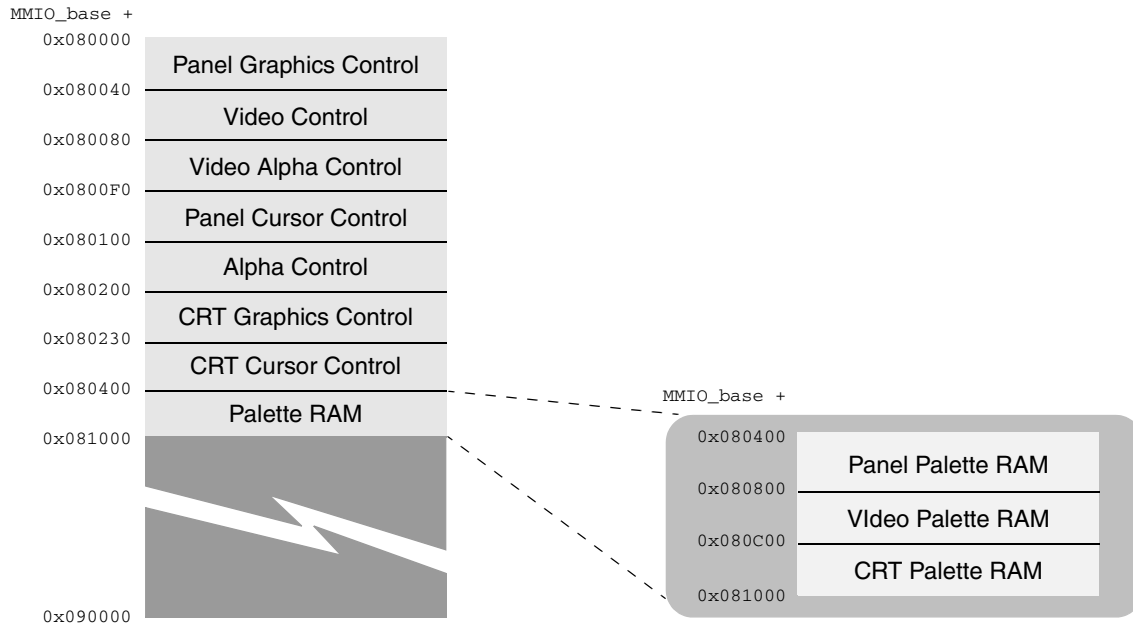 MMIO_base +
0x080000
Panel Graphics Control
0x080040
Video Control
0x080080
Video Alpha Control
0x0800F0
Panel Cursor Control
0x080100
Alpha Control
0x080200
CRT Graphics Control
0x080230
CRT Cursor Control
0x080400
Palette RAM
0x081000
0x090000
MMIO_base +
0x080400
Panel Palette RAM
0x080800
VIdeo Palette RAM
0x080C00
CRT Palette RAM
0x081000